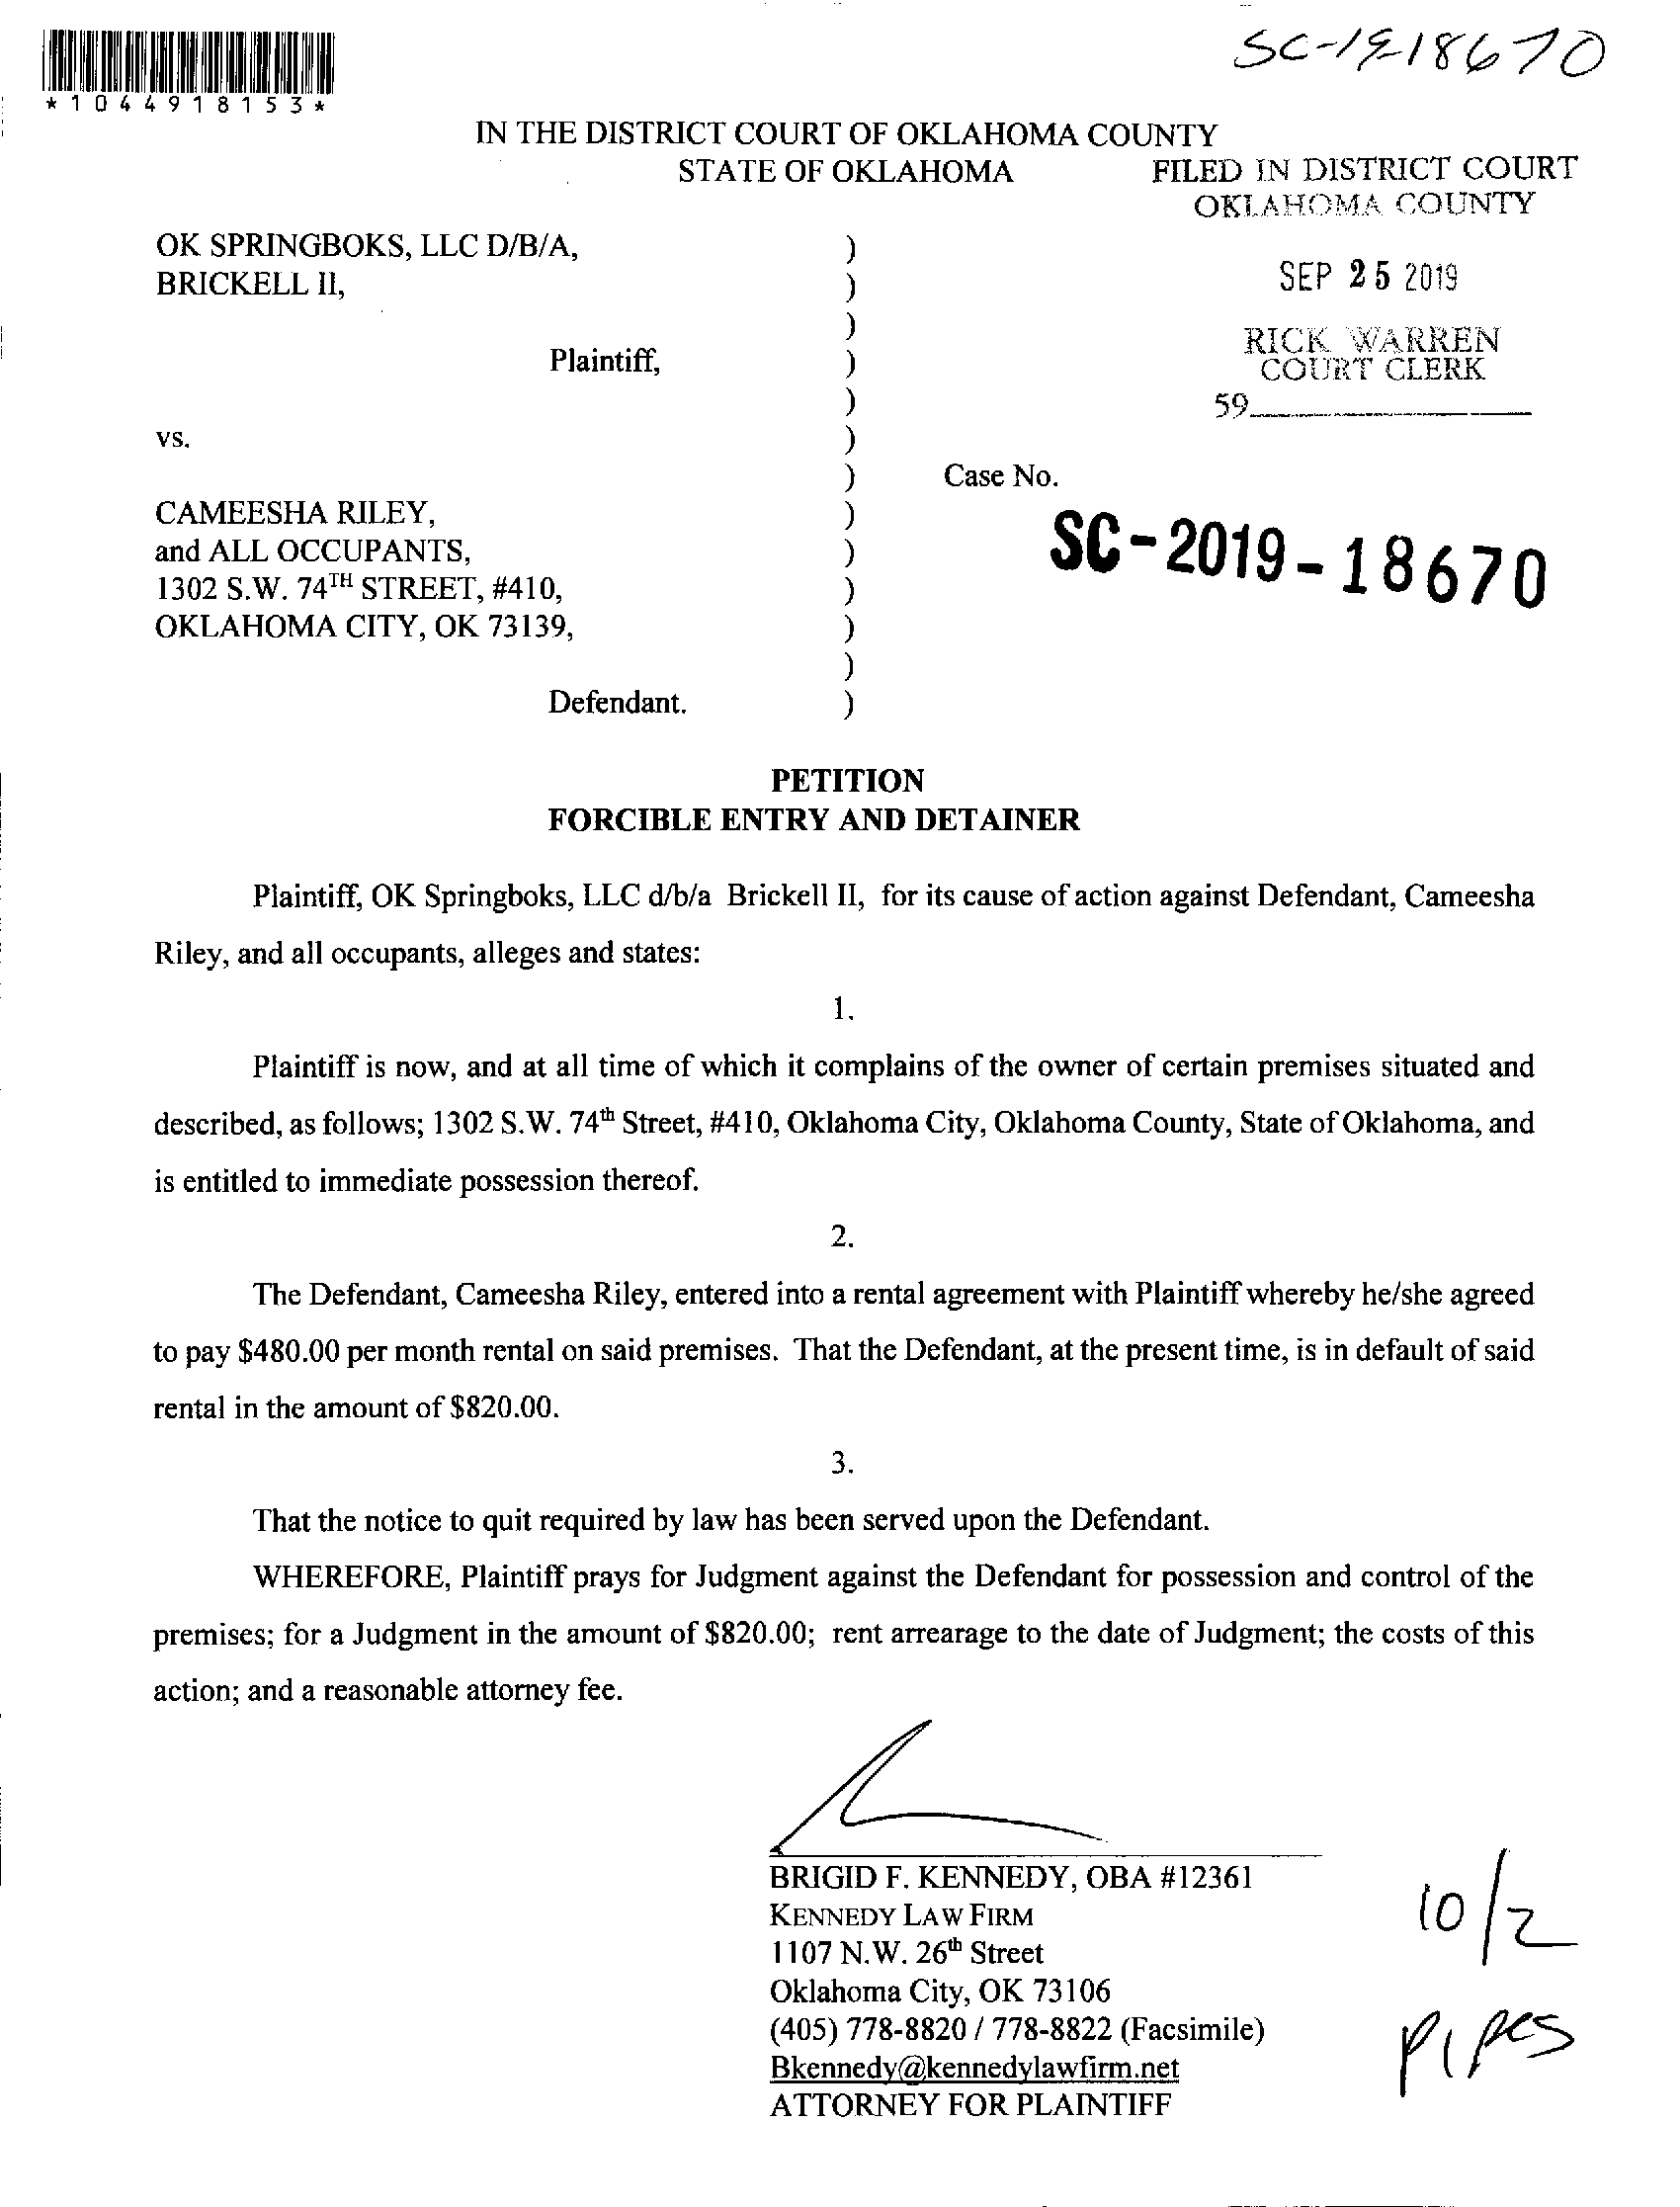 SC-19-18670
*1044918153*
IN THE DISTRICT COURT OF OKLAHOMA COUNTY
STATE OF OKLAHOMA
FILED IN DISTRICT COURT
OKLAHOMA COUNTY
SEP 25 2019
RICK WARREN
COURT CLERK
59
OK SPRINGBOKS, LLC D/B/A, )
BRICKELL II, )
)
Plaintiff, )
)
vs. )
) Case No.
CAMEESHA RILEY, )
and ALL OCCUPANTS, )
SC-2019-18670
1302 S.W. 74TH STREET, #410, )
OKLAHOMA CITY, OK 73139, )
)
Defendant. )
PETITION
FORCIBLE ENTRY AND DETAINER
Plaintiff, OK Springboks, LLC d/b/a Brickell II, for its cause of action against Defendant, Cameesha
Riley, and all occupants, alleges and states:
1.
Plaintiff is now, and at all time of which it complains of the owner of certain premises situated and
described, as follows; 1302 S.W. 74th Street, #410, Oklahoma City, Oklahoma County, State of Oklahoma, and
is entitled to immediate possession thereof.
2.
The Defendant, Cameesha Riley, entered into a rental agreement with Plaintiff whereby he/she agreed
to pay $480.00 per month rental on said premises. That the Defendant, at the present time, is in default of said
rental in the amount of $820.00.
3.
That the notice to quit required by law has been served upon the Defendant.
WHEREFORE, Plaintiff prays for Judgment against the Defendant for possession and control of the
premises; for a Judgment in the amount of $820.00; rent arrearage to the date of Judgment; the costs of this
action; and a reasonable attorney fee.
BRIGID F. KENNEDY, OBA #12361
KENNEDY LAW FIRM
1107 N.W. 26th Street
Oklahoma City, OK 73106
(405) 778-8820 / 778-8822 (Facsimile)
Bkennedy@kennedylawfirm.net
ATTORNEY FOR PLAINTIFF
10/2
Pipes